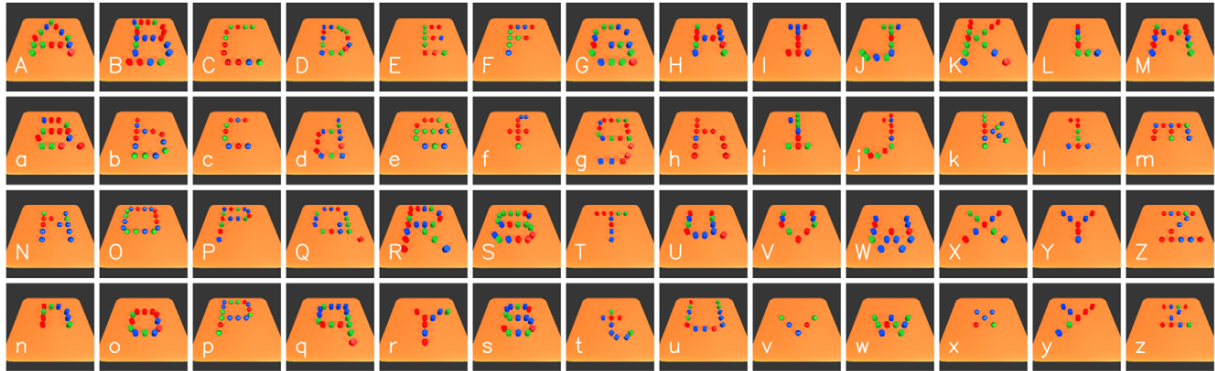 A B C D E F G H I J K L M
a b c d e f g h i j k l m
N O P Q R S T U V W X Y Z
n o p q r s t u v w x y z